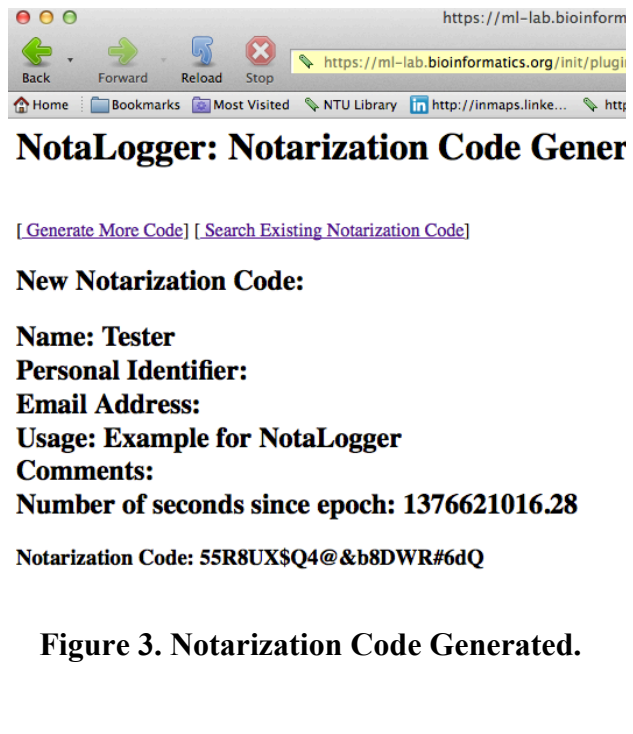 https://ml-lab.bioinform
Back Forward Reload Stop https://ml-lab.bioinformatics.org/init/plugi
Home Bookmarks Most Visited NTU Library http://inmaps.linke... http
NotaLogger: Notarization Code Gener
[ Generate More Code] [ Search Existing Notarization Code]
New Notarization Code:
Name: Tester
Personal Identifier:
Email Address:
Usage: Example for NotaLogger
Comments:
Number of seconds since epoch: 1376621016.28
Notarization Code: 55R8UX$Q4@&b8DWR#6dQ
Figure 3. Notarization Code Generated.